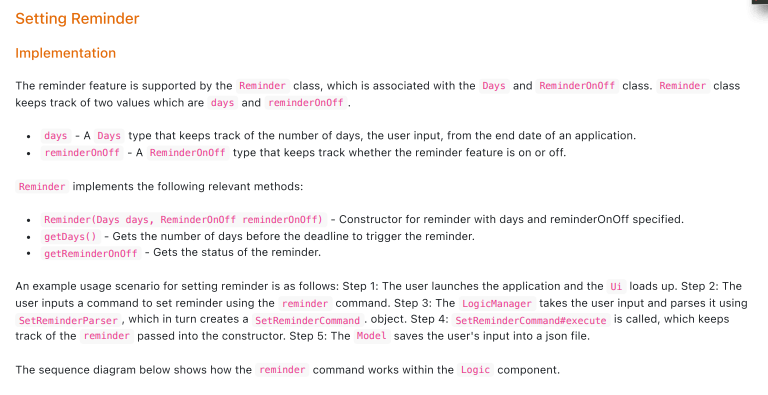 Setting Reminder
Implementation
The reminder feature is supported by the Reminder class, which is associated with the Days and ReminderOnOff class. Reminder class
keeps track of two values which are days and reminderOnOff .
• days - A Days type that keeps track of the number of days, the user input, from the end date of an application.
• reminderOnOff - A ReminderOnOff type that keeps track whether the reminder feature is on or off.
Reminder implements the following relevant methods:
• Reminder(Days days, ReminderOnOff reminderOnOff) - Constructor for reminder with days and reminderOnOff specified.
• getDays() - Gets the number of days before the deadline to trigger the reminder.
• getReminderOnOff - Gets the status of the reminder.
An example usage scenario for setting reminder is as follows: Step 1: The user launches the application and the Ui loads up. Step 2: The
user inputs a command to set reminder using the reminder command. Step 3: The LogicManager takes the user input and parses it using
SetReminderParser , which in turn creates a SetReminderCommand . object. Step 4: SetReminderCommand#execute is called, which keeps
track of the reminder passed into the constructor. Step 5: The Model saves the user's input into a json file.
The sequence diagram below shows how the reminder command works within the Logic component.